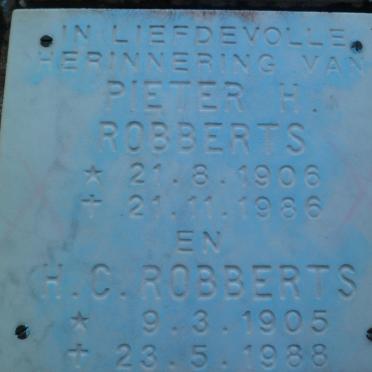 IN LIEFDEVOLLE
HERINNERING VAN
PIETER H.
ROBBERTS
* 21.8.1906
† 21.11.1986
EN
H.C. ROBBERTS
* 9.3.1905
† 23.5.1988